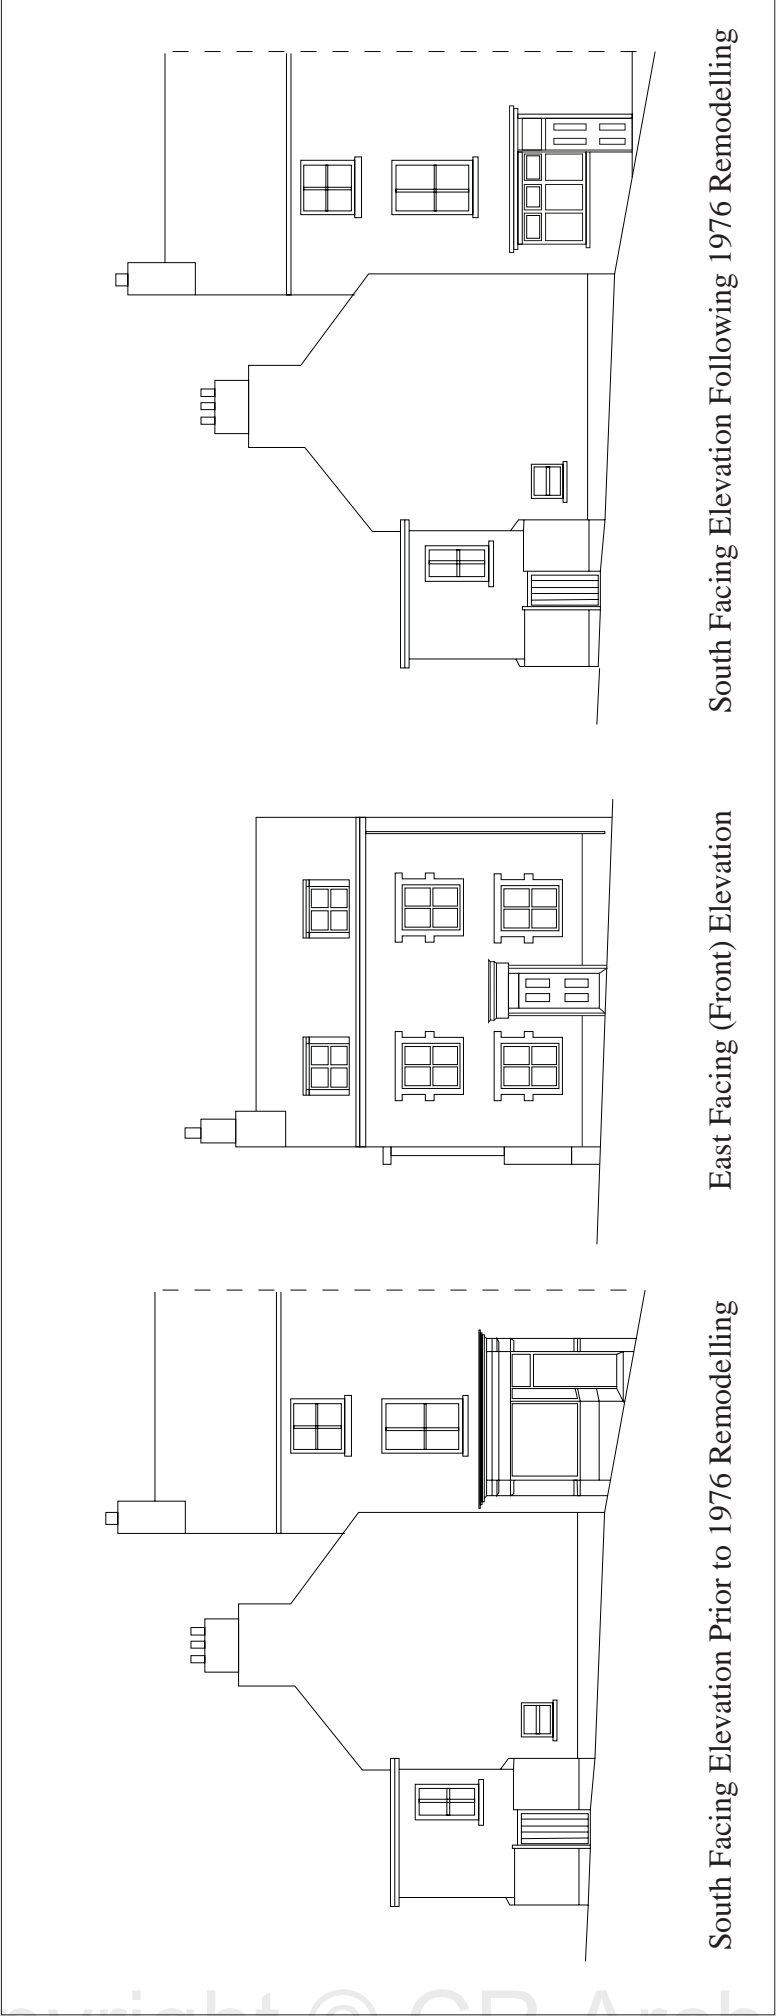 South Facing Elevation Prior to 1976 Remodelling
East Facing (Front) Elevation
South Facing Elevation Following 1976 Remodelling